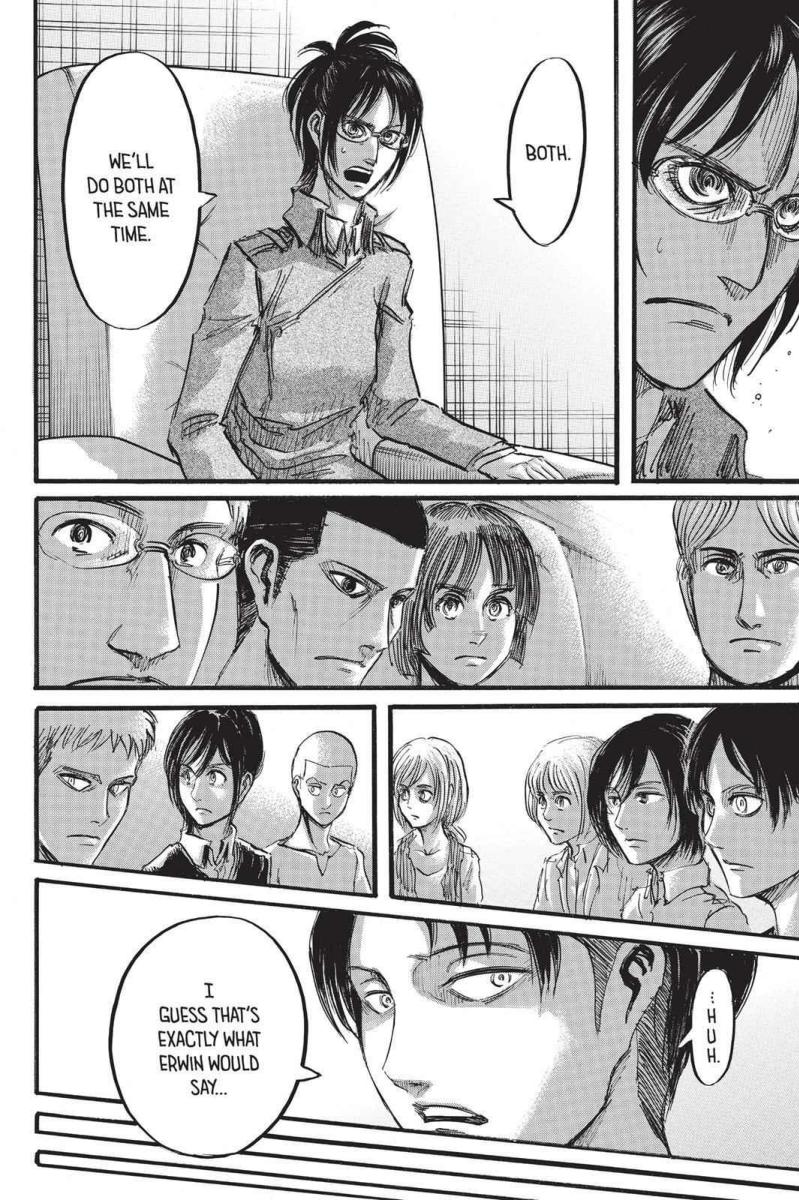 BOTH.
WE'LL
DO BOTH AT
THE SAME
TIME.
...HUH.
I
GUESS THAT'S
EXACTLY WHAT
ERWIN WOULD
SAY...